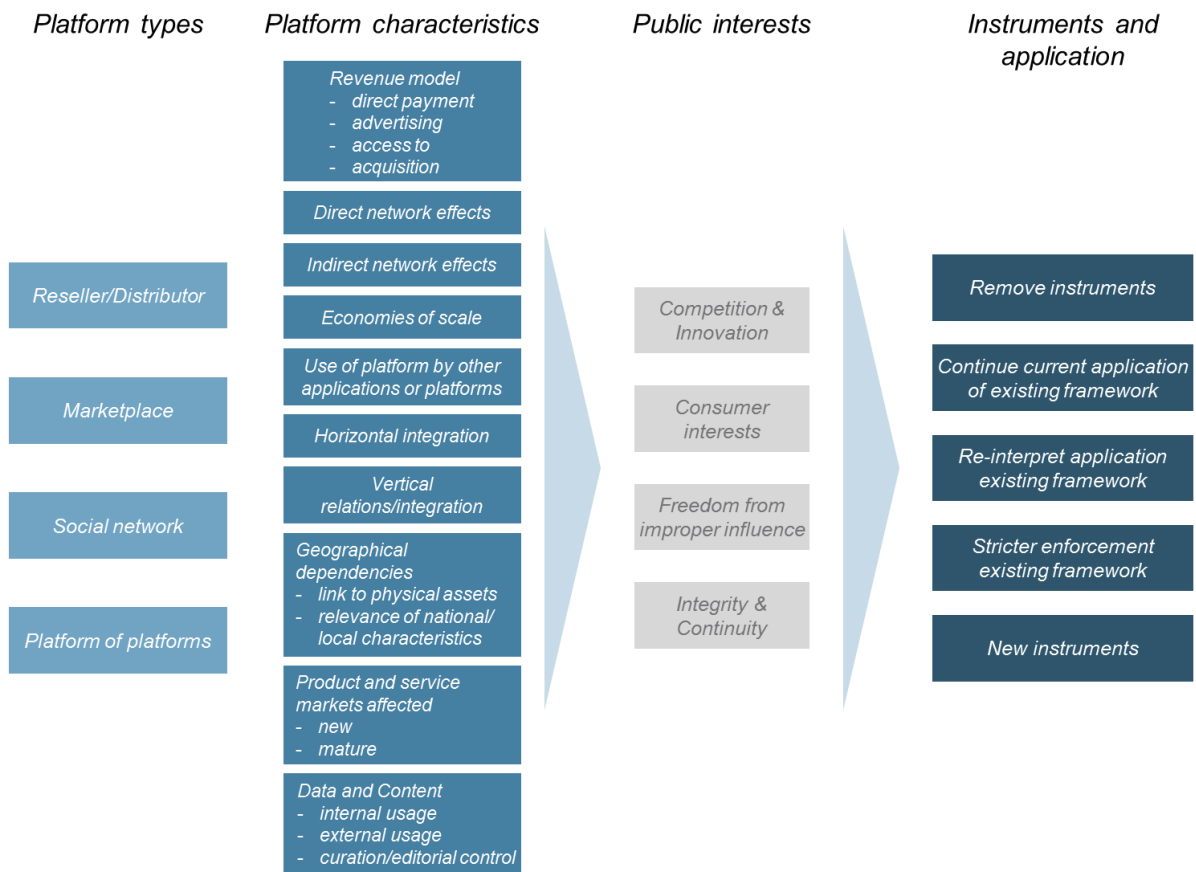 Platform types
Platform characteristics
Public interests
Instruments and
application
Reseller/Distributor
Marketplace
Social network
Platform of platforms
Revenue model
- direct payment
- advertising
- access to
- acquisition
Direct network effects
Indirect network effects
Economies of scale
Use of platform by other
applications or platforms
Horizontal integration
Vertical
relations/integration
Geographical
dependencies
- link to physical assets
- relevance of national/
local characteristics
Product and service
markets affected
- new
- mature
Data and Content
- internal usage
- external usage
- curation/editorial control
Competition &
Innovation
Consumer
interests
Freedom from
improper influence
Integrity &
Continuity
Remove instruments
Continue current application
of existing framework
Re-interpret application
existing framework
Stricter enforcement
existing framework
New instruments